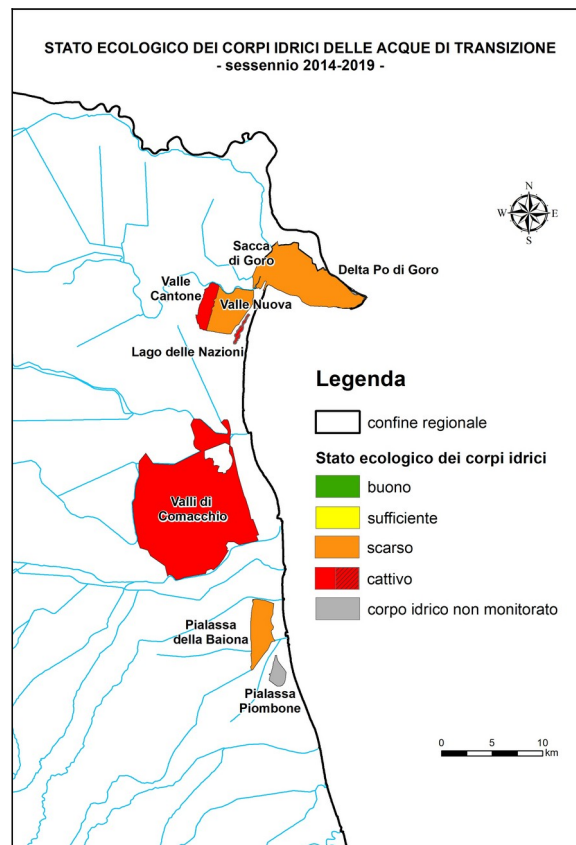 STATO ECOLOGICO DEI CORPI IDRICI DELLE ACQUE DI TRANSIZIONE
- sessennio 2014-2019 -
N
W
E
S
Sacca
di Goro
Delta Po di Goro
Valle
Cantone
Valle Nuova
Lago delle Nazioni
Legenda
confine regionale
Stato ecologico dei corpi idrici
buono
sufficiente
scarso
cattivo
corpo idrico non monitorato
Valli di
Comacchio
Pialassa
della Baiona
Pialassa
Piombone
0 5 10
km